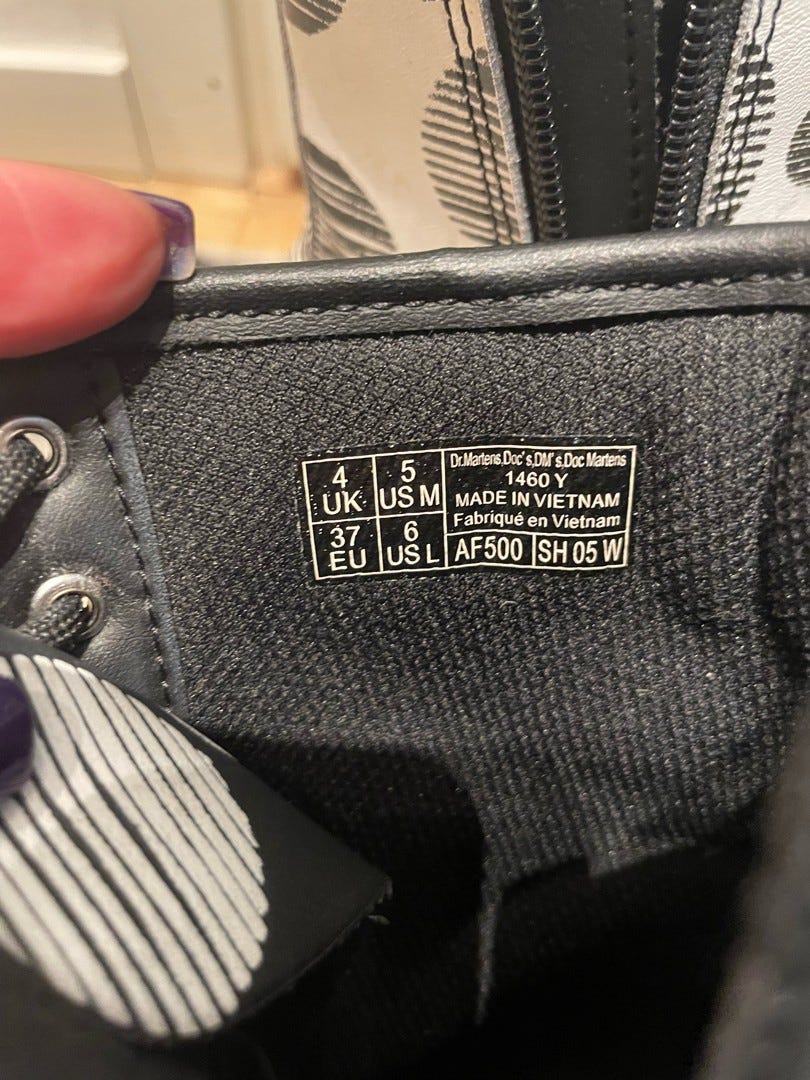 4 UK
5 US M
37 EU
6 US L
Dr.Martens,Doc's,DM's,Doc Martens
1460 Y
MADE IN VIETNAM
Fabriqué en Vietnam
AF500 SH 05 W